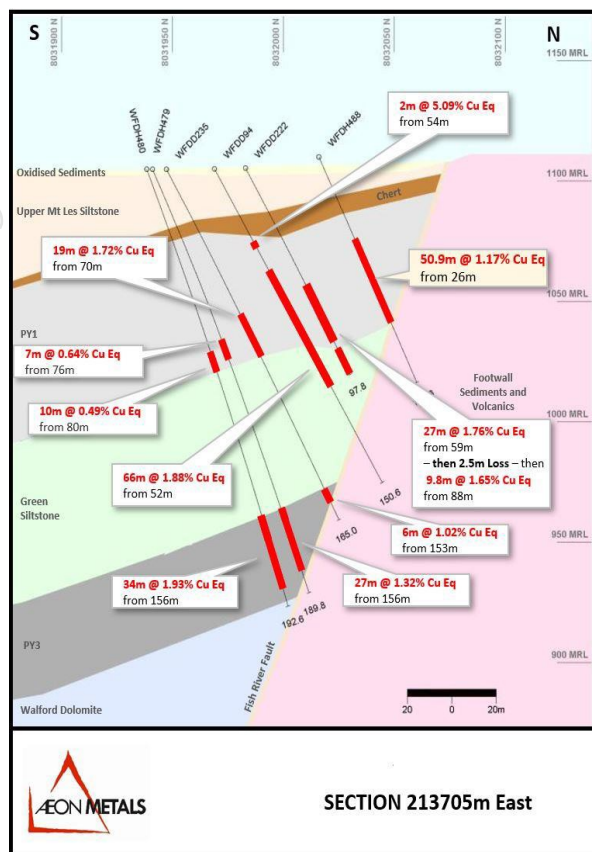 S
N
8031900 N
8031950 N
8032000 N
8032050 N
8032100 N
1150 MRL
WFDH480
WFDH479
WFDD235
WFDD94
WFDD222
WFDH488
2m @ 5.09% Cu Eq
from 54m
Oxidised Sediments
1100 MRL
Upper Mt Les Siltstone
Chert
19m @ 1.72% Cu Eq
from 70m
50.9m @ 1.17% Cu Eq
from 26m
1050 MRL
PY1
7m @ 0.64% Cu Eq
from 76m
97.8
Footwall
Sediments and
Volcanics
10m @ 0.49% Cu Eq
from 80m
1000 MRL
27m @ 1.76% Cu Eq
from 59m
– then 2.5m Loss – then
9.8m @ 1.65% Cu Eq
from 88m
66m @ 1.88% Cu Eq
from 52m
150.6
Green
Siltstone
165.0
6m @ 1.02% Cu Eq
from 153m
950 MRL
34m @ 1.93% Cu Eq
from 156m
27m @ 1.32% Cu Eq
from 156m
192.6
189.8
PY3
Fish River Fault
900 MRL
Walford Dolomite
20
0
20m
ÆON METALS
SECTION 213705m East